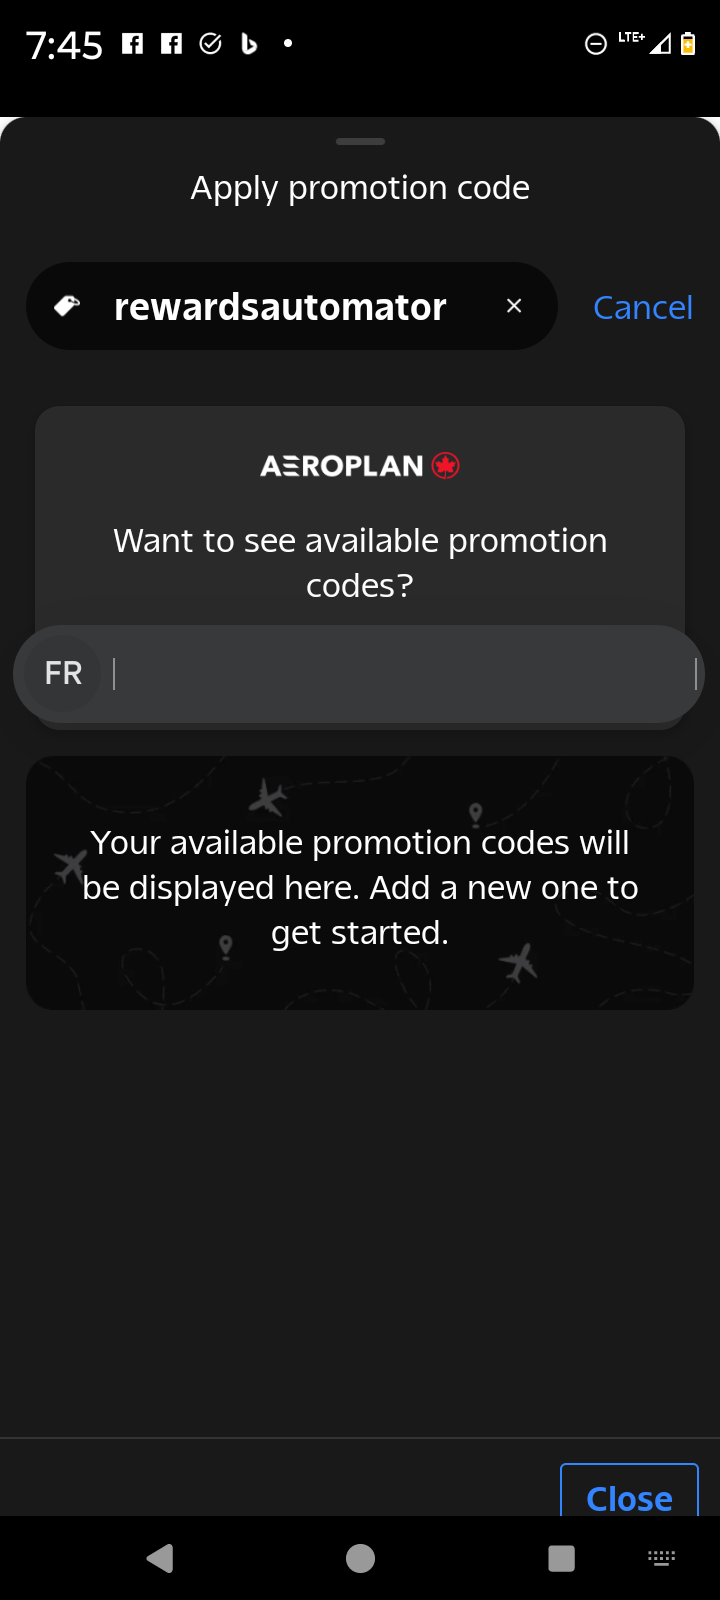 7:45 LTE+
Apply promotion code
rewardsautomator × Cancel
AEROPLAN
Want to see available promotion
codes?
FR
Your available promotion codes will
be displayed here. Add a new one to
get started.
Close